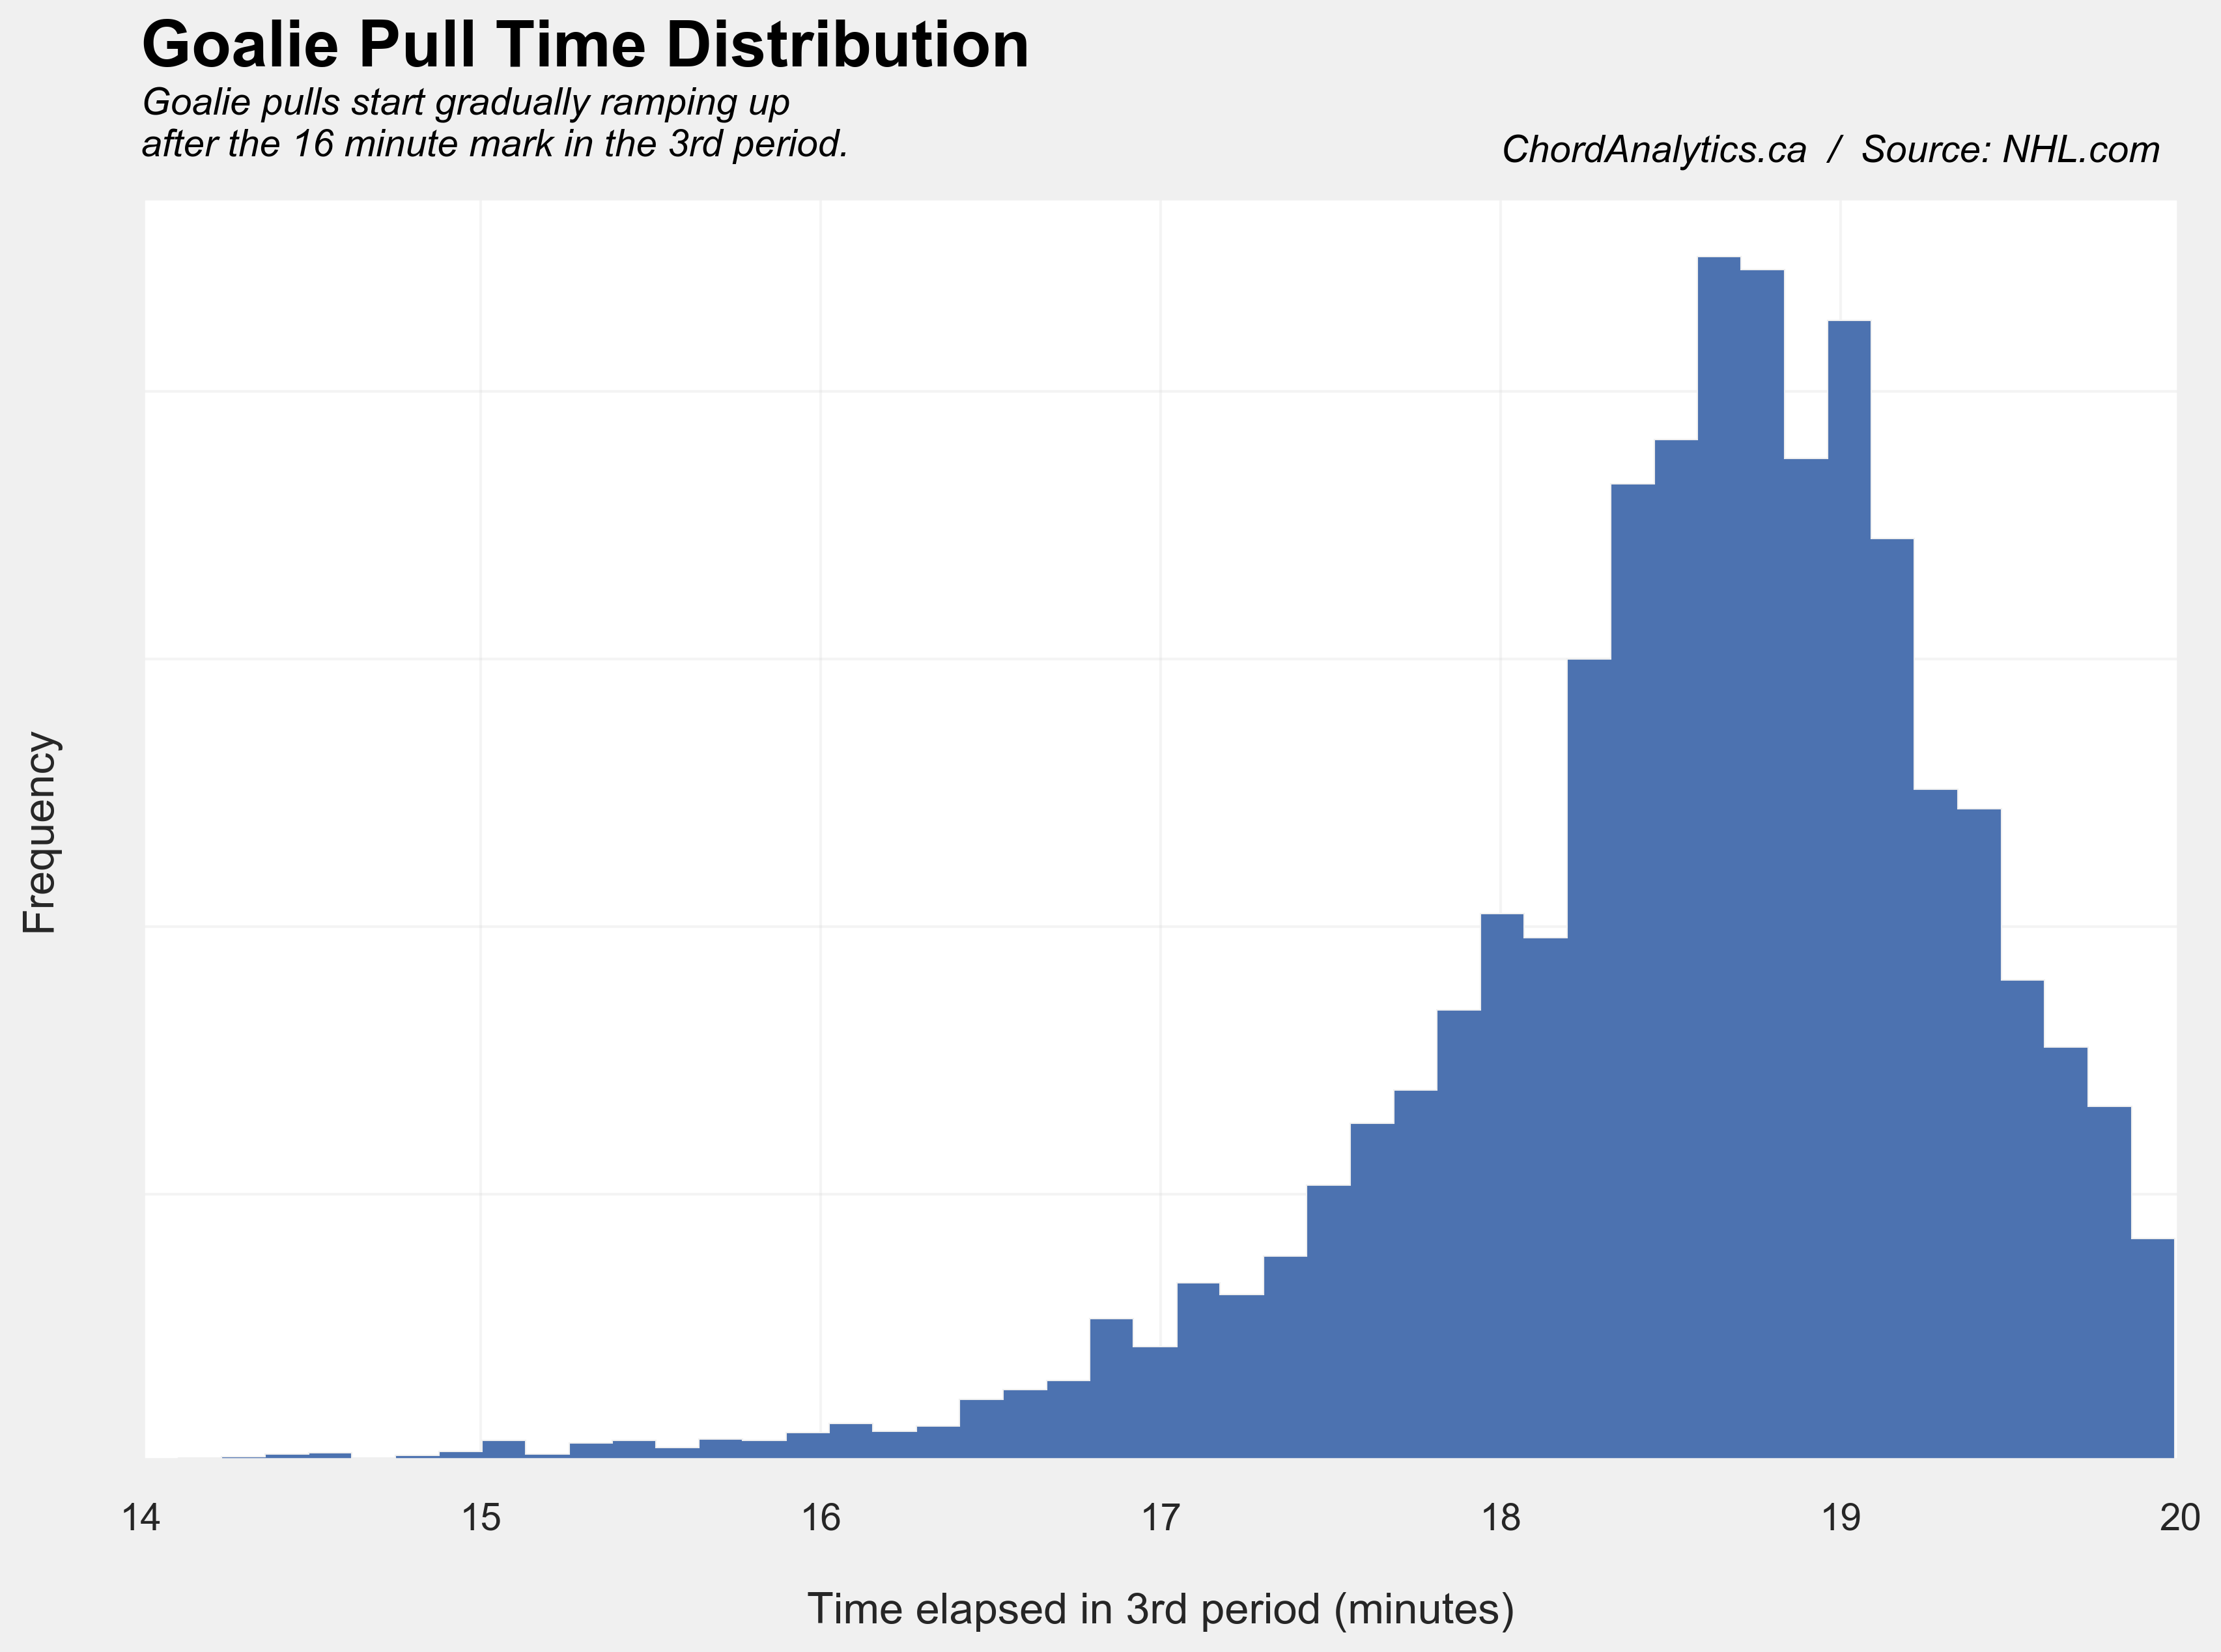 Goalie Pull Time Distribution
Goalie pulls start gradually ramping up
after the 16 minute mark in the 3rd period.
ChordAnalytics.ca / Source: NHL.com
Frequency
14 15 16 17 18 19 20
Time elapsed in 3rd period (minutes)